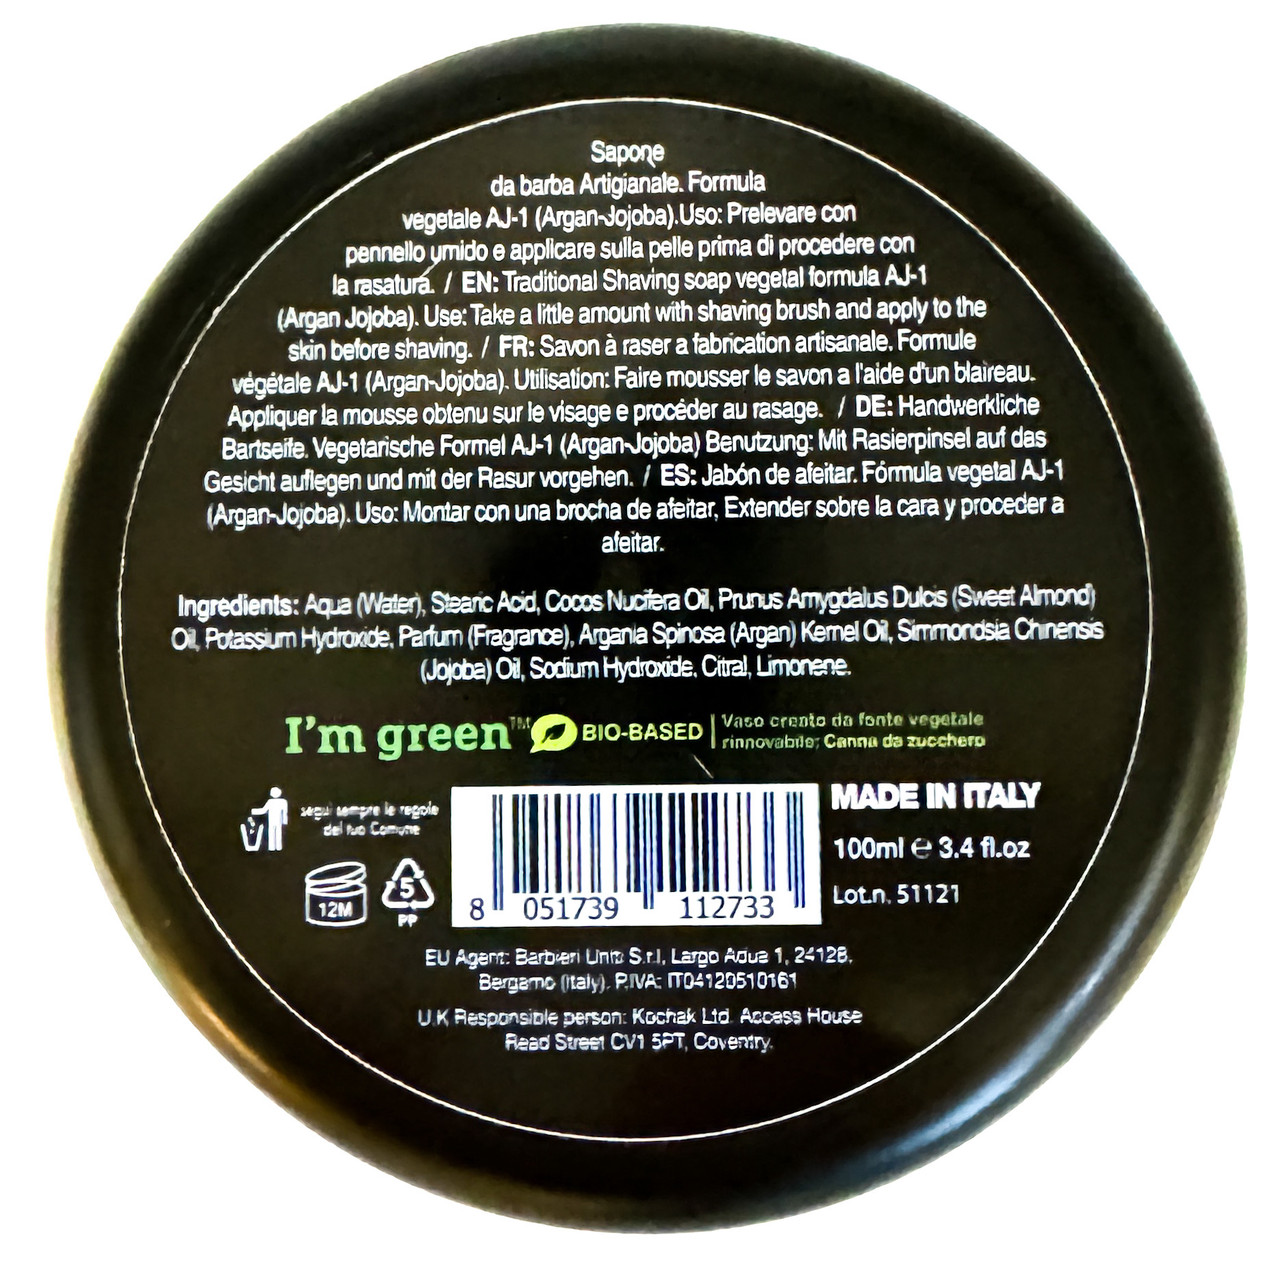 Sapone
da barba Artigianale. Formula
vegetale AJ-1 (Argan-Jojoba).Uso: Prelevare con
pennello umido e applicare sulla pelle prima di procedere con
la rasatura. / EN: Traditional Shaving soap vegetal formula AJ-1
(Argan Jojoba). Use: Take a little amount with shaving brush and apply to the
skin before shaving. / FR: Savon à raser a fabrication artisanale. Formule
végétale AJ-1 (Argan-Jojoba). Utilisation: Faire mousser le savon a l'aide d'un blaireau.
Appliquer la mousse obtenu sur le visage e procéder au rasage. / DE: Handwerkliche
Bartseife. Vegetarische Formel AJ-1 (Argan-Jojoba) Benutzung: Mit Rasierpinsel auf das
Gesicht auflegen und mit der Rasur vorgehen. / ES: Jabón de afeitar. Fórmula vegetal AJ-1
(Argan-Jojoba). Uso: Montar con una brocha de afeitar, Extender sobre la cara y proceder a
afeitar.
Ingredients: Aqua (Water), Stearic Acid, Cocos Nucifera Oil, Prunus Amygdalus Dulcis (Sweet Almond)
Oil, Potassium Hydroxide, Parfum (Fragrance), Argania Spinosa (Argan) Kernel Oil, Simmondsia Chinensis
(Jojoba) Oil, Sodium Hydroxide, Citral, Limonene.
I'm green™ BIO-BASED Vaso creato da fonte vegetale
rinnovabile; Canna da zucchero
segui sempre le regole
del tuo Comune
12M
5
PP
8 051739 112733
MADE IN ITALY
100ml ℮ 3.4 fl.oz
Lot.n. 51121
EU Agent: Barbieri Unit S.r.l, Largo Adua 1, 24128,
Bergamo (Italy). P.IVA: IT04120510161
U.K Responsible person: Kochak Ltd. Access House
Read Street CV1 5PT, Coventry.